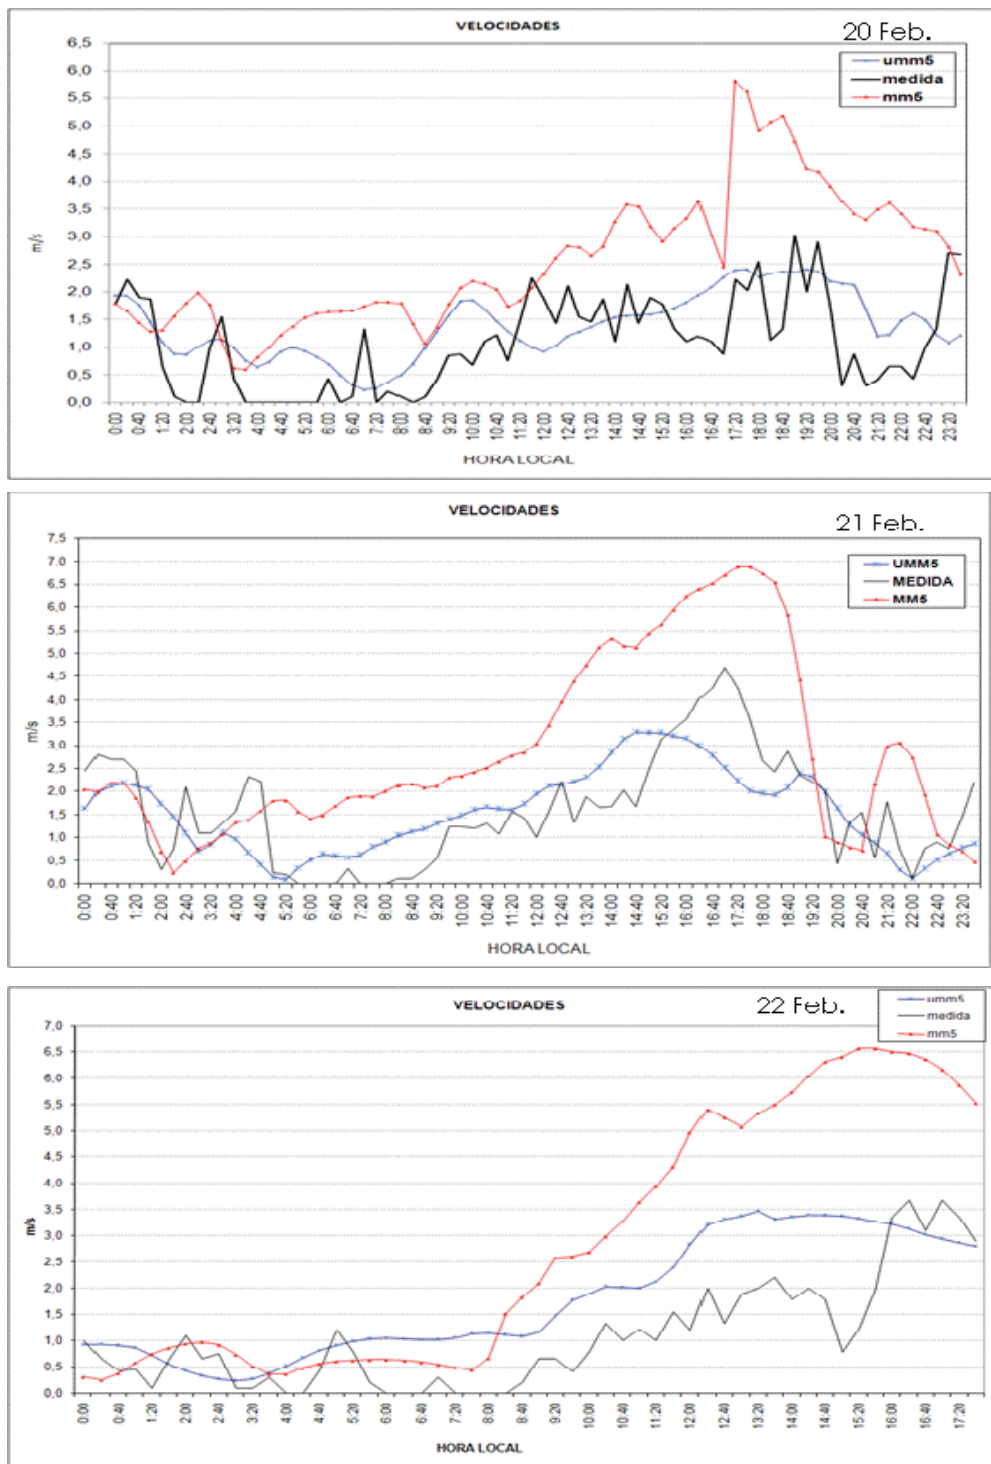 VELOCIDADES
20 Feb.
umm5
medida
mm5
6,5
6,0
5,5
5,0
4,5
4,0
3,5
3,0
2,5
2,0
1,5
1,0
0,5
0,0
m/s
0:00 0:40 1:20 2:00 2:40 3:20 4:00 4:40 5:20 6:00 6:40 7:20 8:00 8:40 9:20 10:00 10:40 11:20 12:00 12:40 13:20 14:00 14:40 15:20 16:00 16:40 17:20 18:00 18:40 19:20 20:00 20:40 21:20 22:00 22:40 23:20
HORA LOCAL
VELOCIDADES
21 Feb.
UMM5
MEDIDA
MM5
7,5
7,0
6,5
6,0
5,5
5,0
4,5
4,0
3,5
3,0
2,5
2,0
1,5
1,0
0,5
0,0
m/s
0:00 0:40 1:20 2:00 2:40 3:20 4:00 4:40 5:20 6:00 6:40 7:20 8:00 8:40 9:20 10:00 10:40 11:20 12:00 12:40 13:20 14:00 14:40 15:20 16:00 16:40 17:20 18:00 18:40 19:20 20:00 20:40 21:20 22:00 22:40 23:20
HORA LOCAL
VELOCIDADES
22 Feb.
umm5
medida
mm5
7,0
6,5
6,0
5,5
5,0
4,5
4,0
3,5
3,0
2,5
2,0
1,5
1,0
0,5
0,0
m/s
0:00 0:40 1:20 2:00 2:40 3:20 4:00 4:40 5:20 6:00 6:40 7:20 8:00 8:40 9:20 10:00 10:40 11:20 12:00 12:40 13:20 14:00 14:40 15:20 16:00 16:40 17:20
HORA LOCAL